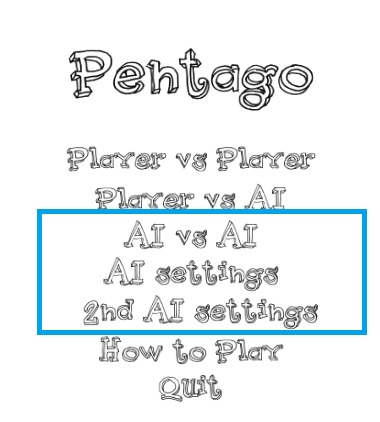 Pentago
Player vs Player
Player vs AI
AI vs AI
AI settings
2nd AI settings
How to Play
Quit